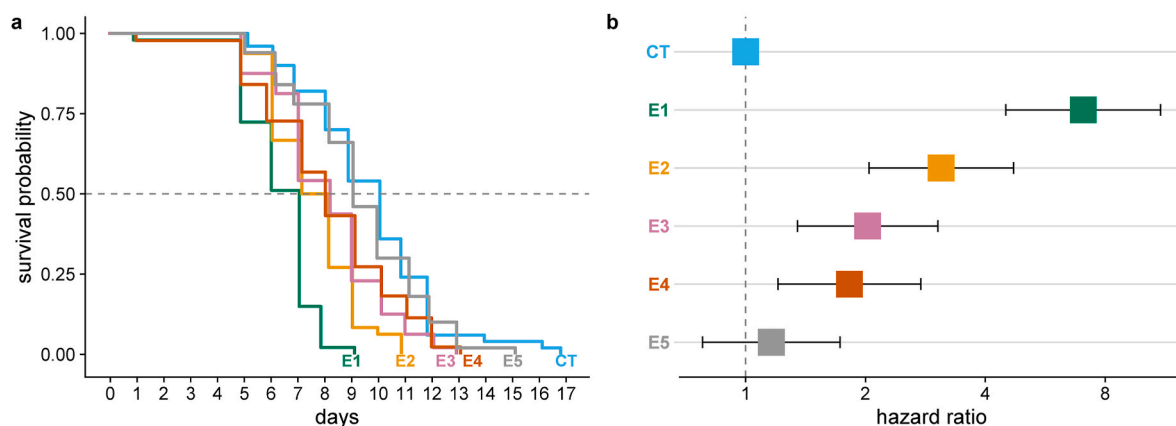 a
survival probability
1.00
0.75
0.50
0.25
0.00
E1 E2 E3 E4 E5 CT
0 1 2 3 4 5 6 7 8 9 10 11 12 13 14 15 16 17
days
b
CT
E1
E2
E3
E4
E5
1 2 4 8
hazard ratio